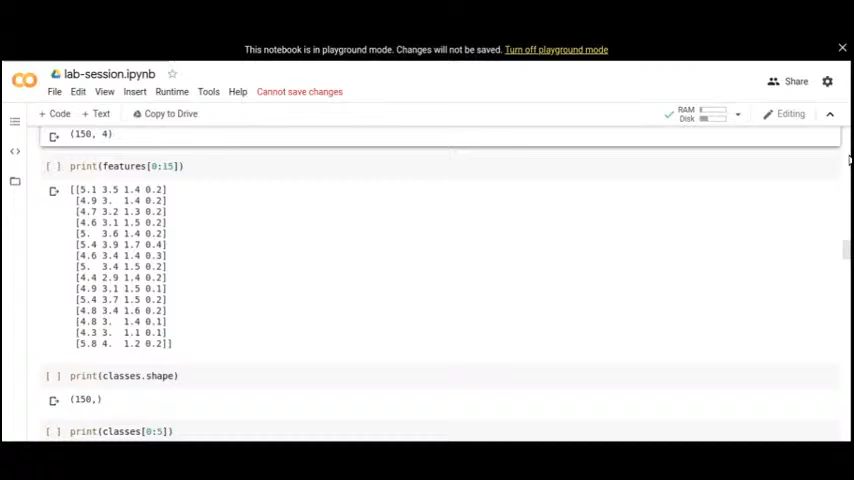 This notebook is in playground mode. Changes will not be saved. Turn off playground mode
lab-session.ipynb
Share
File Edit View Insert Runtime Tools Help Cannot save changes
+ Code + Text Copy to Drive
RAM
Disk
Editing
(150, 4)
[ ] print(features[0:15])
[[5.1 3.5 1.4 0.2]
[4.9 3. 1.4 0.2]
[4.7 3.2 1.3 0.2]
[4.6 3.1 1.5 0.2]
[5. 3.6 1.4 0.2]
[5.4 3.9 1.7 0.4]
[4.6 3.4 1.4 0.3]
[5. 3.4 1.5 0.2]
[4.4 2.9 1.4 0.2]
[4.9 3.1 1.5 0.1]
[5.4 3.7 1.5 0.2]
[4.8 3.4 1.6 0.2]
[4.8 3. 1.4 0.1]
[4.3 3. 1.1 0.1]
[5.8 4. 1.2 0.2]]
[ ] print(classes.shape)
(150,)
[ ] print(classes[0:5])